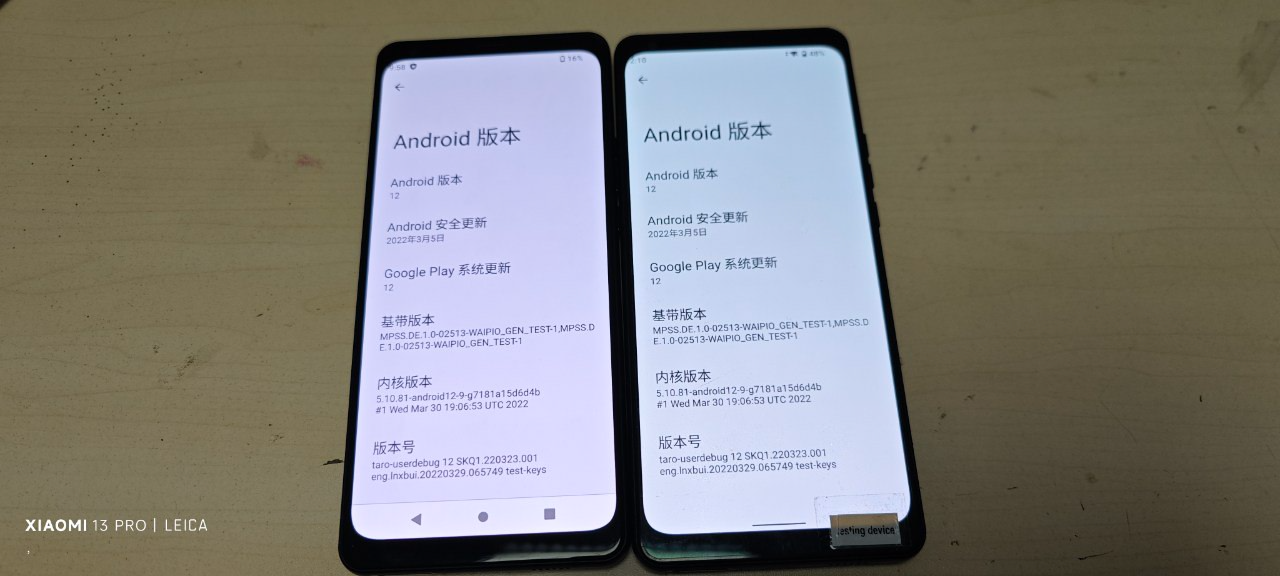 1:58
16%
Android 版本
Android 版本
12
Android 安全更新
2022年3月5日
Google Play 系统更新
12
基带版本
MPSS.DE.1.0-02513-WAIPIO_GEN_TEST-1,MPSS.D
E.1.0-02513-WAIPIO_GEN_TEST-1
内核版本
5.10.81-android12-9-g7181a15d6d4b
#1 Wed Mar 30 19:06:53 UTC 2022
版本号
taro-userdebug 12 SKQ1.220323.001
eng.lnxbui.20220329.065749 test-keys
Android 版本
Android 版本
12
Android 安全更新
2022年3月5日
Google Play 系统更新
12
基带版本
MPSS.DE.1.0-02513-WAIPIO_GEN_TEST-1,MPSS.D
E.1.0-02513-WAIPIO_GEN_TEST-1
内核版本
5.10.81-android12-9-g7181a15d6d4b
#1 Wed Mar 30 19:06:53 UTC 2022
版本号
taro-userdebug 12 SKQ1.220323.001
eng.lnxbui.20220329.065749 test-keys
testing device
XIAOMI 13 PRO | LEICA